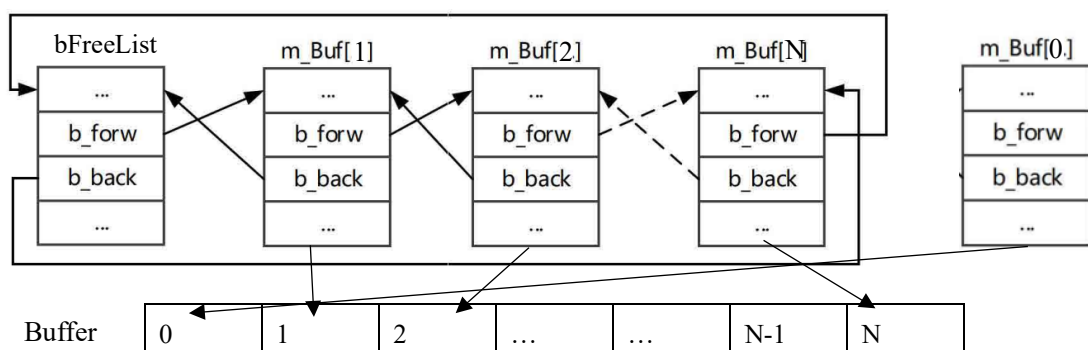 bFreeList m_Buf[1] m_Buf[2.] m_Buf[N] m_Buf[0.]
... ... ... ... ...
b_forw b_forw b_forw b_forw b_forw
b_back b_back b_back b_back b_back
... ... ... ... ...
Buffer 0 1 2 ... ... N-1 N